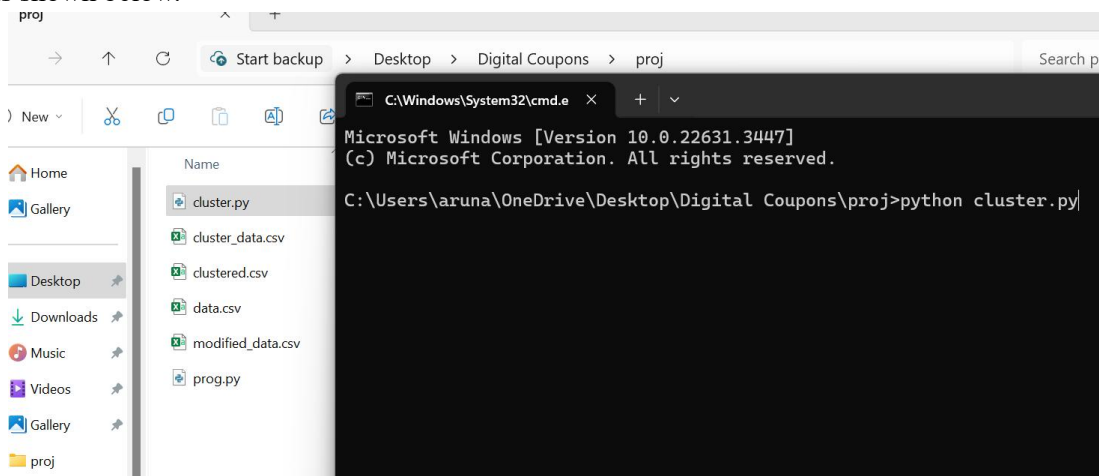 proj
Start backup > Desktop > Digital Coupons > proj
Search p
New
C:\Windows\System32\cmd.e
Microsoft Windows [Version 10.0.22631.3447]
(c) Microsoft Corporation. All rights reserved.
C:\Users\aruna\OneDrive\Desktop\Digital Coupons\proj>python cluster.py
Name
cluster.py
cluster_data.csv
clustered.csv
data.csv
modified_data.csv
prog.py
Home
Gallery
Desktop
Downloads
Music
Videos
Gallery
proj